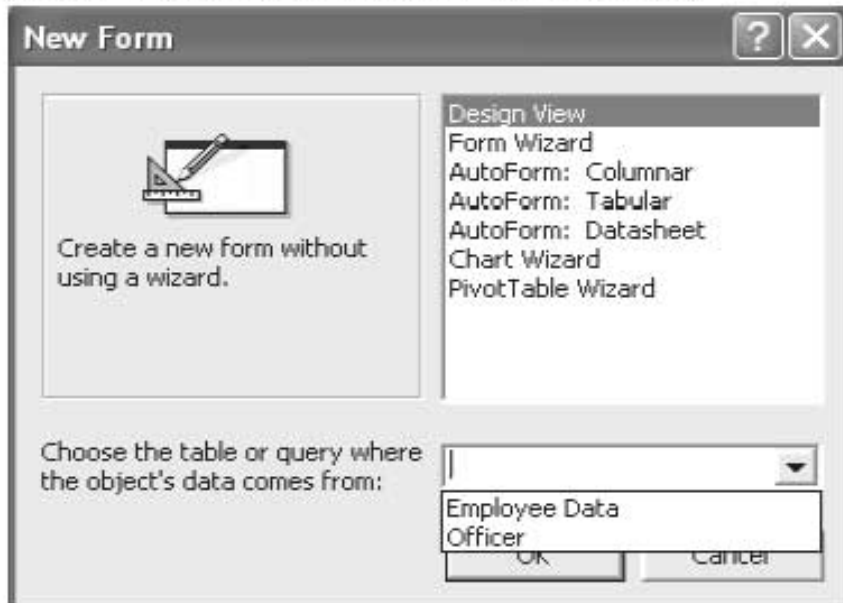 New Form
Design View
Form Wizard
AutoForm: Columnar
AutoForm: Tabular
AutoForm: Datasheet
Chart Wizard
PivotTable Wizard
Create a new form without
using a wizard.
Choose the table or query where
the object's data comes from:
Employee Data
Officer
OK
Cancel